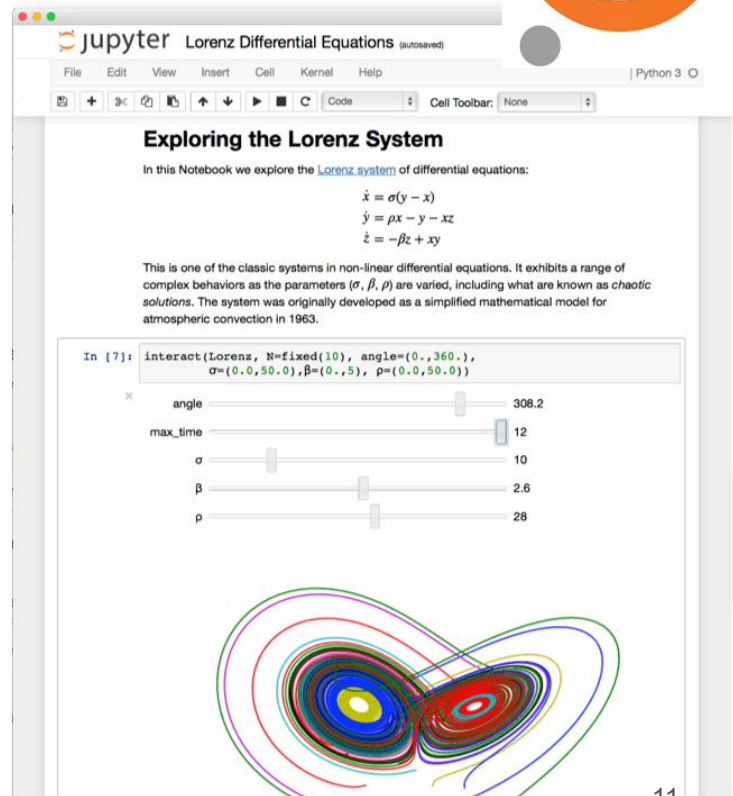 jupyter Lorenz Differential Equations (autosaved)
File Edit View Insert Cell Kernel Help Python 3
Code Cell Toolbar: None
Exploring the Lorenz System
In this Notebook we explore the Lorenz system of differential equations:
ẋ = σ(y − x)
ẏ = ρx − y − xz
ż = −βz + xy
This is one of the classic systems in non-linear differential equations. It exhibits a range of
complex behaviors as the parameters (σ, β, ρ) are varied, including what are known as chaotic
solutions. The system was originally developed as a simplified mathematical model for
atmospheric convection in 1963.
In [7]: interact(Lorenz, N=fixed(10), angle=(0.,360.),
σ=(0.0,50.0),β=(0.,5), ρ=(0.0,50.0))
× angle 308.2
max_time 12
σ 10
β 2.6
ρ 28
11